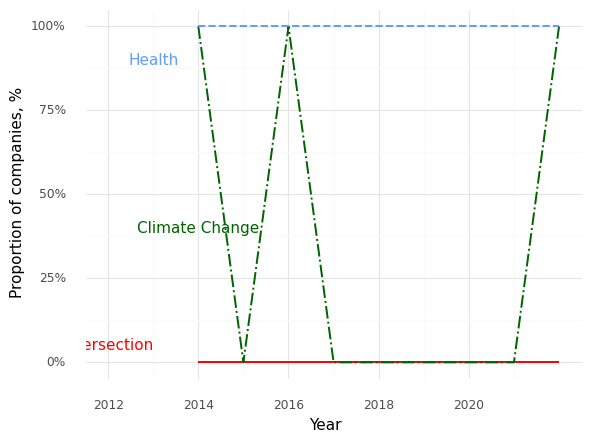 100%
Health
75%
50%
Climate Change
25%
ersection
0%
2012 2014 2016 2018 2020
Year
Proportion of companies, %